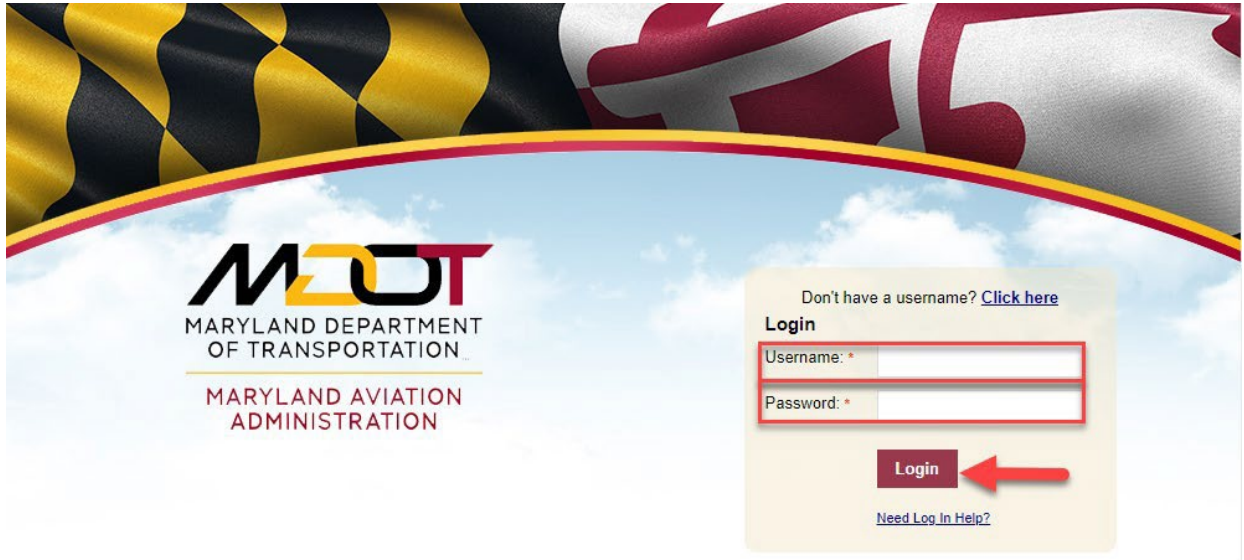 MDOT
MARYLAND DEPARTMENT
OF TRANSPORTATION
MARYLAND AVIATION
ADMINISTRATION
Don't have a username? Click here
Login
Username: *
Password: *
Login
Need Log In Help?